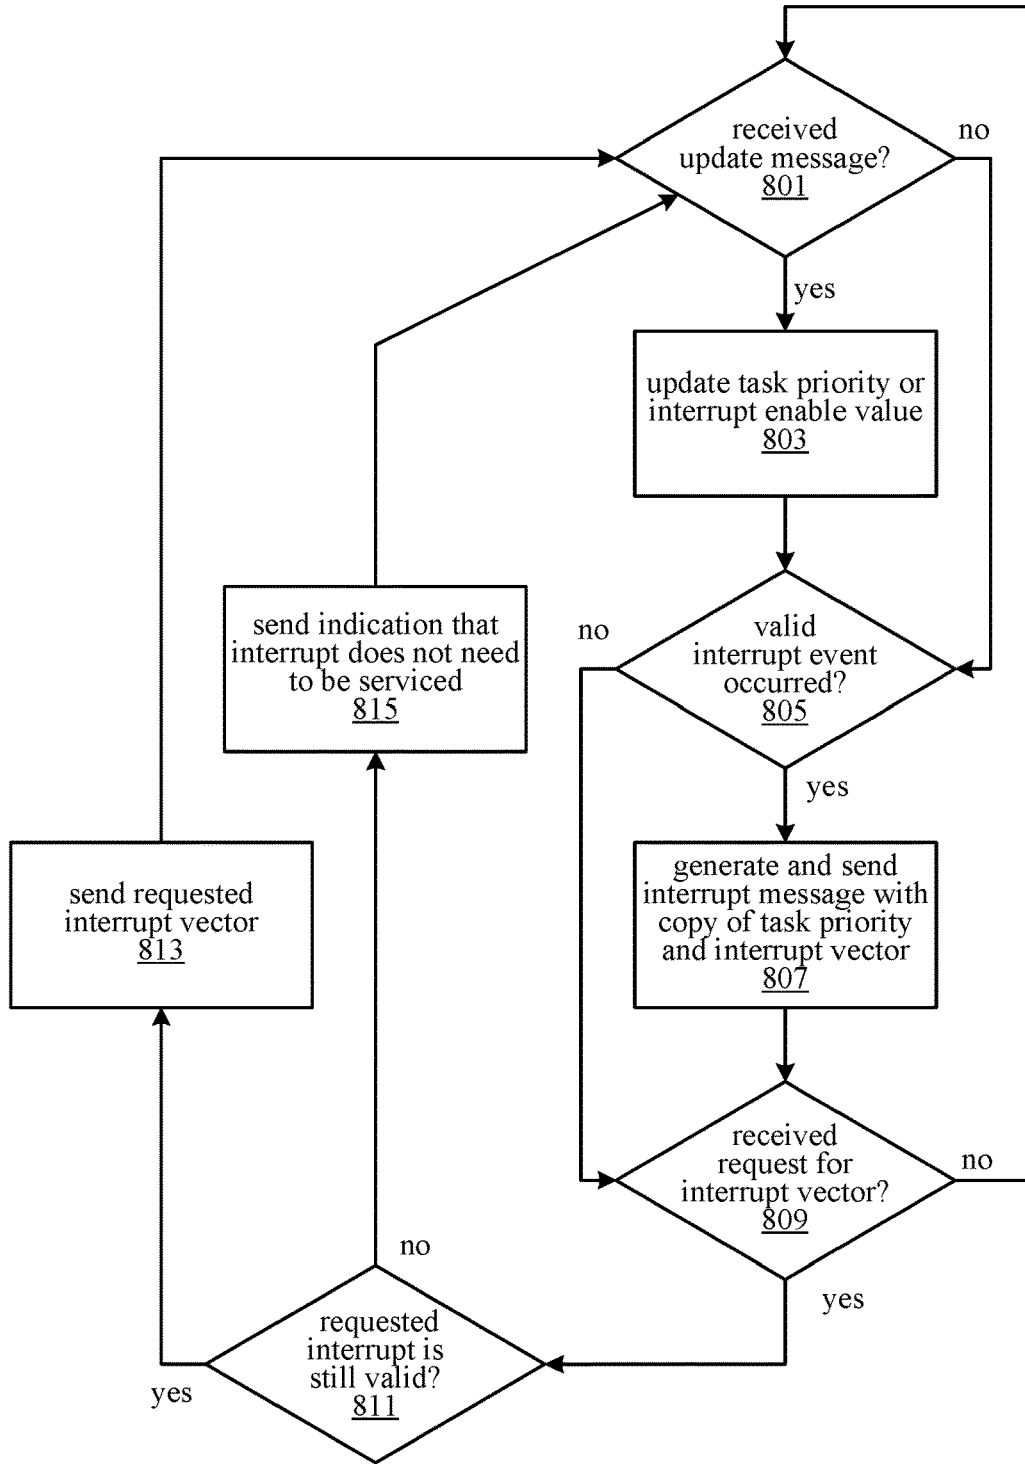 received
update message?
801
no
yes
update task priority or
interrupt enable value
803
valid
interrupt event
occurred?
805
no
yes
send indication that
interrupt does not need
to be serviced
815
generate and send
interrupt message with
copy of task priority
and interrupt vector
807
send requested
interrupt vector
813
received
request for
interrupt vector?
809
no
yes
requested
interrupt is
still valid?
811
no
yes